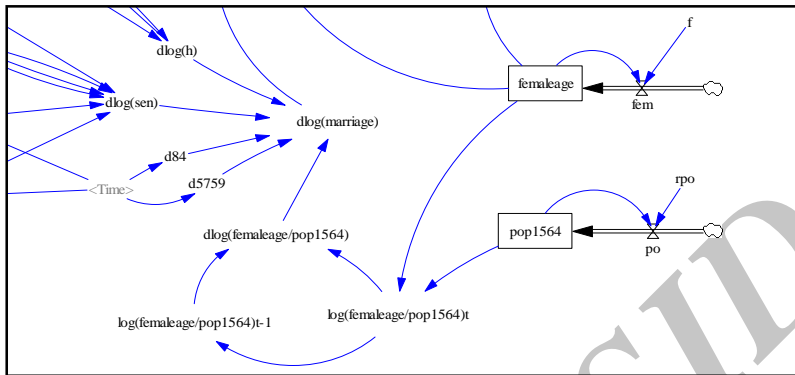 f
dlog(h)
femaleage
fem
dlog(sen)
dlog(marriage)
d84
d5759
<Time>
rpo
dlog(femaleage/pop1564)
pop1564
po
log(femaleage/pop1564)t-1
log(femaleage/pop1564)t
SID